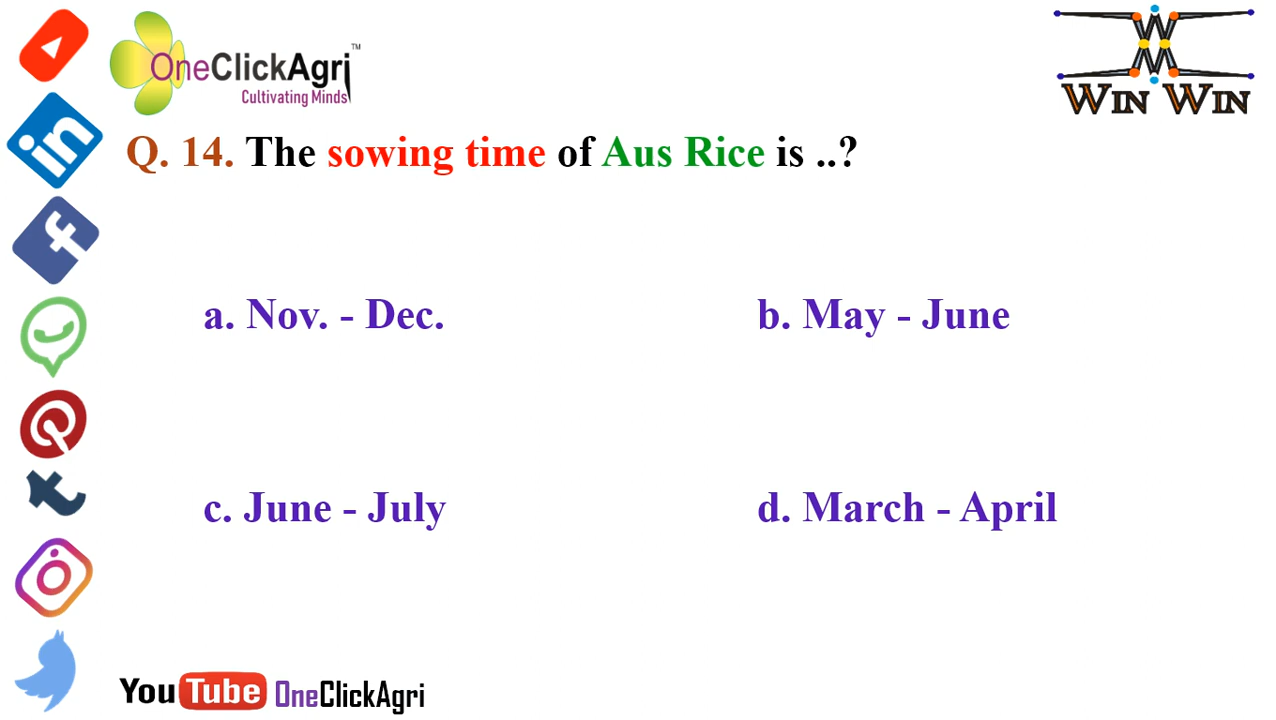 OneClickAgri™
Cultivating Minds
WIN WIN
Q. 14. The sowing time of Aus Rice is ..?
a. Nov. - Dec.
b. May - June
c. June - July
d. March - April
YouTube OneClickAgri